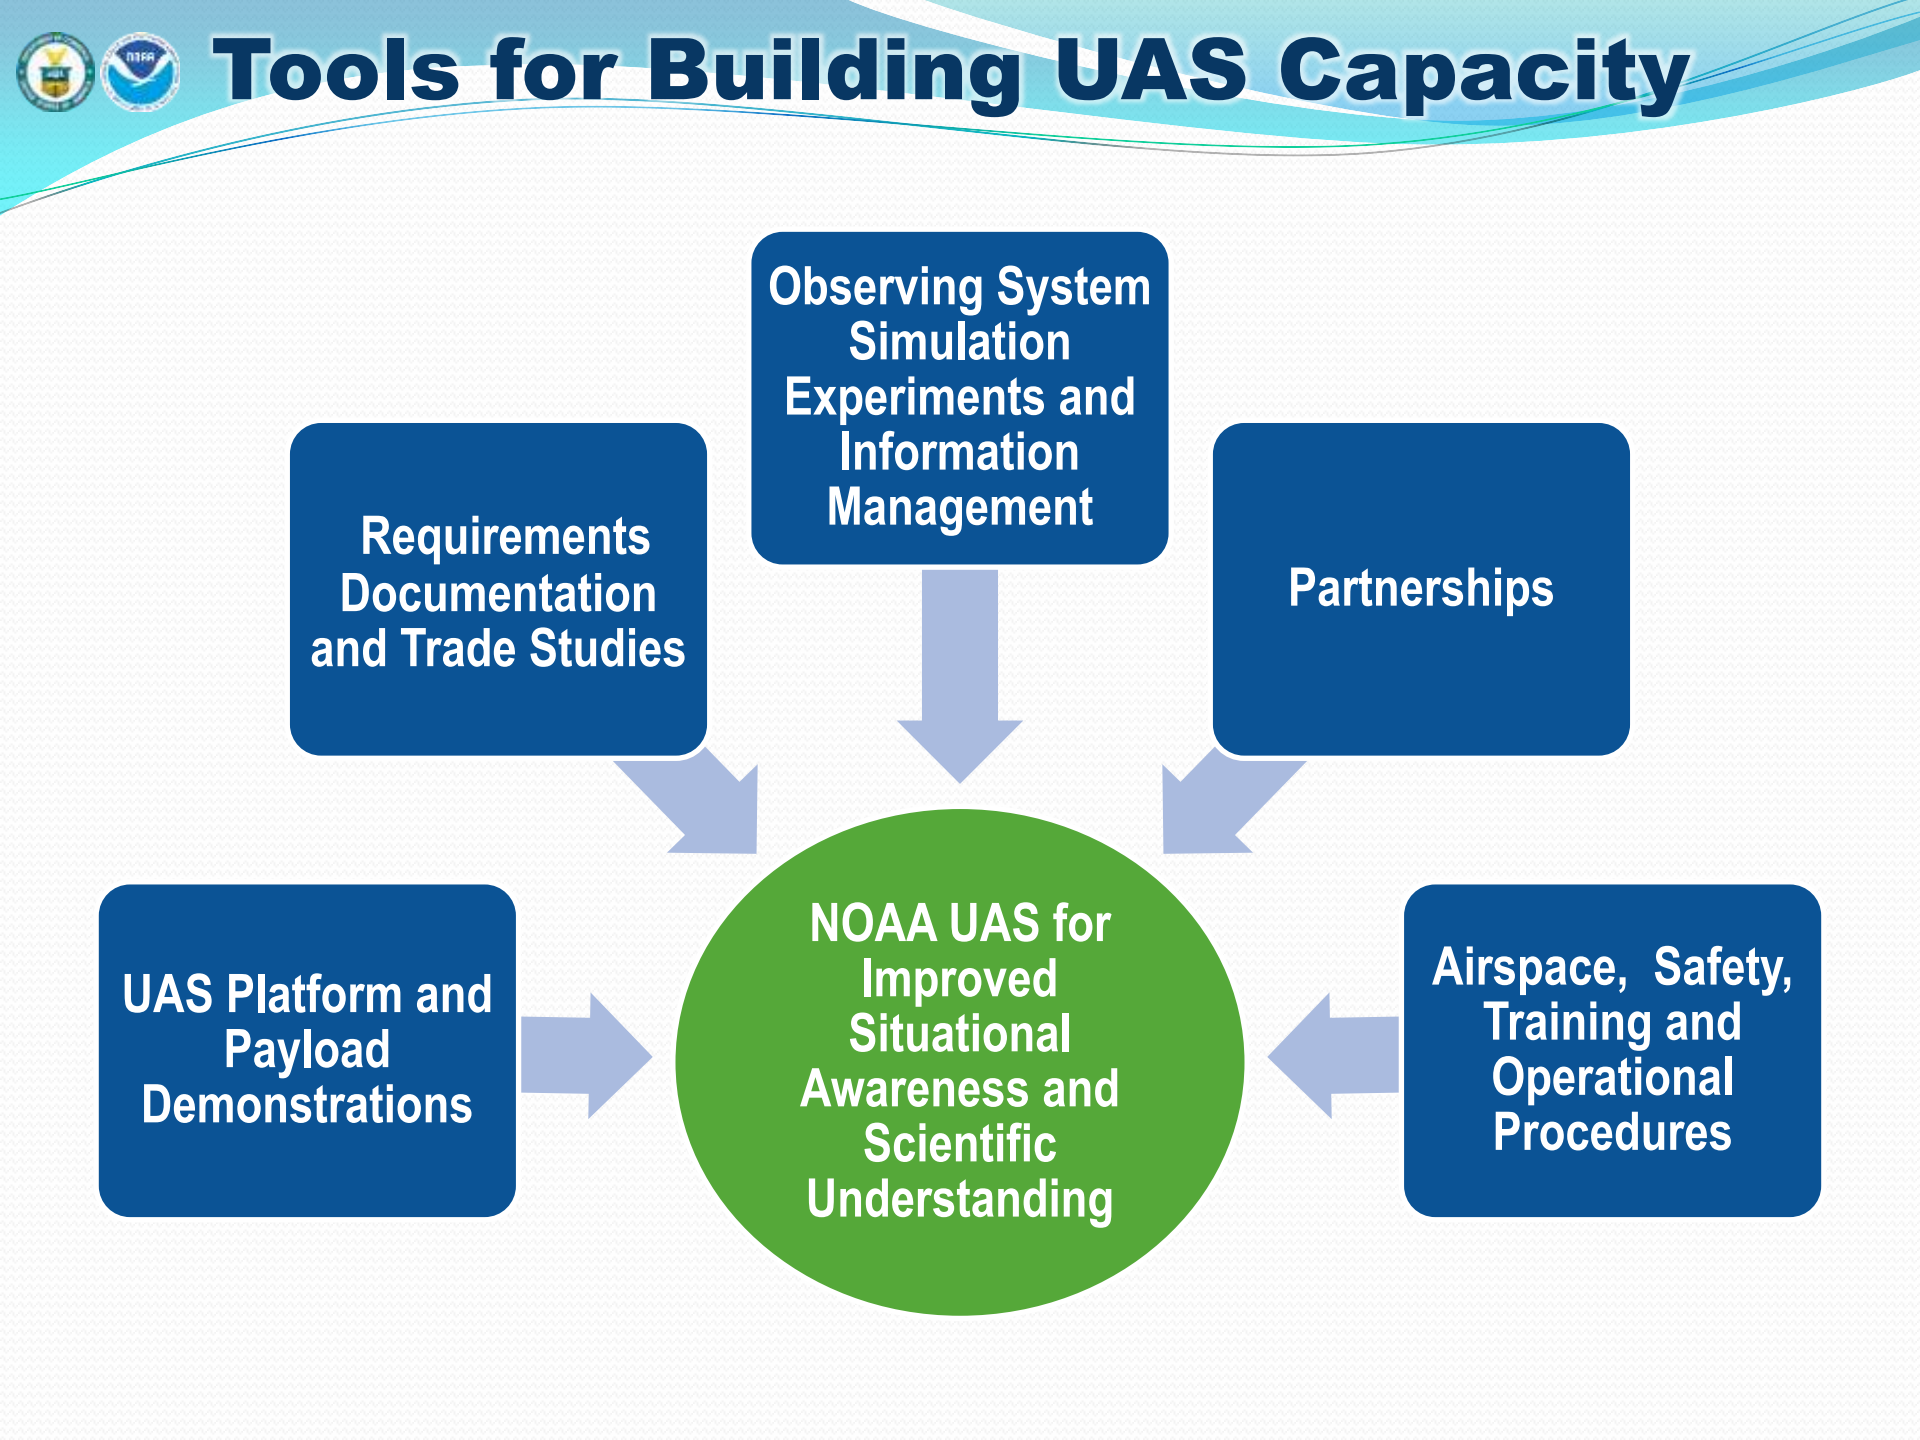 Tools for Building UAS Capacity
Observing System
Simulation
Experiments and
Information
Management
Requirements
Documentation
and Trade Studies
Partnerships
UAS Platform and
Payload
Demonstrations
NOAA UAS for
Improved
Situational
Awareness and
Scientific
Understanding
Airspace,  Safety,
Training and
Operational
Procedures
NOAA